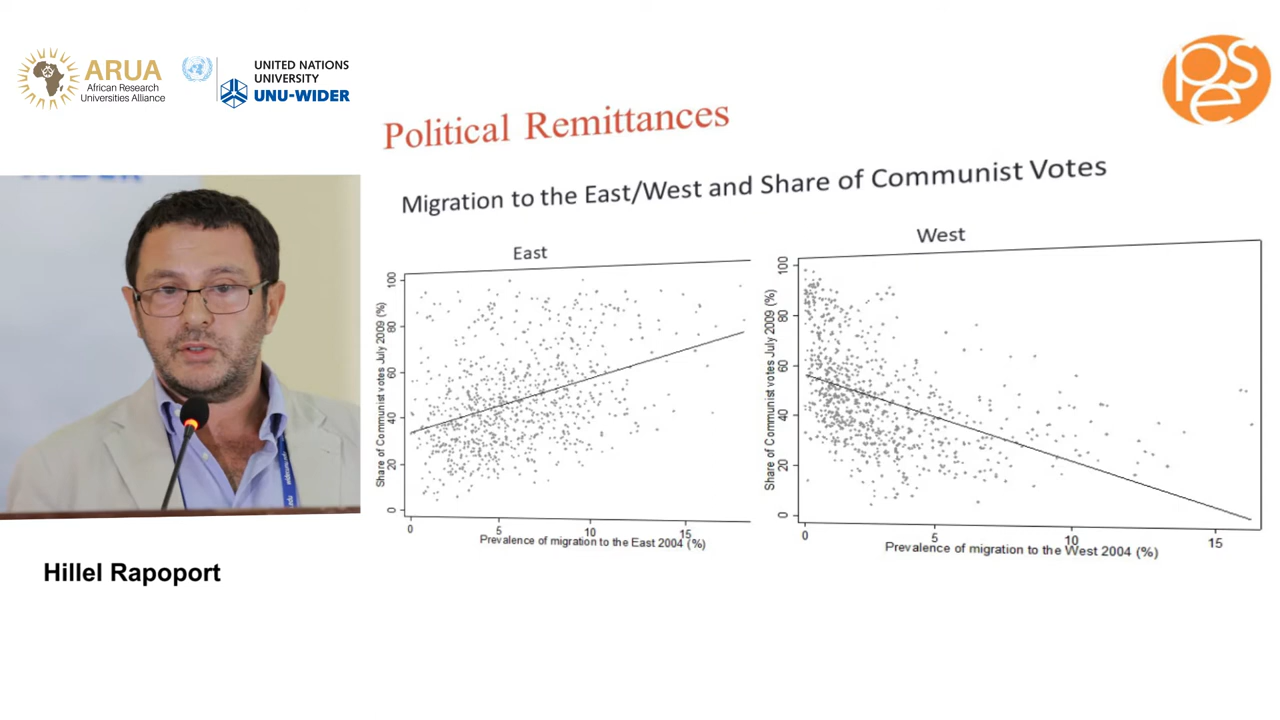 ARUA
African Research
Universities Alliance
UNITED NATIONS
UNIVERSITY
UNU-WIDER
pse
Political Remittances
Migration to the East/West and Share of Communist Votes
East
Share of Communist votes July 2009 (%)
0 20 40 60 80 100
0 5 10 15
Prevalence of migration to the East 2004 (%)
West
Share of Communist votes July 2009 (%)
0 20 40 60 80 100
0 5 10 15
Prevalence of migration to the West 2004 (%)
Hillel Rapoport